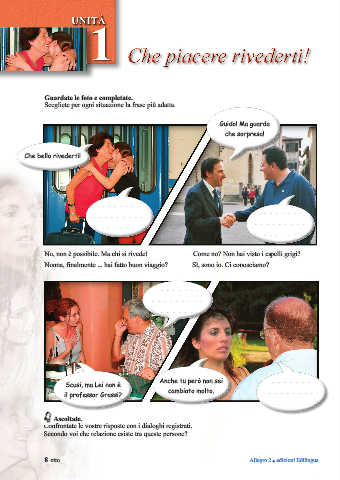 UNITÀ
1
Che piacere rivederti!
Guardate le foto e completate.
Scegliete per ogni situazione la frase più adatta.
Guido! Ma guarda
che sorpresa!
Che bello rivederti!
No, non è possibile. Ma chi si rivede!
Nonna, finalmente ... hai fatto buon viaggio?
Come no? Non hai visto i capelli grigi?
Sì, sono io. Ci conosciamo?
Scusi, ma Lei non è
il professor Grassi?
Anche tu però non sei
cambiata molto.
Ascoltate.
Confrontate le vostre risposte con i dialoghi registrati.
Secondo voi che relazione esiste tra queste persone?
8 otto
Allegro 2 • edizioni Edilingua